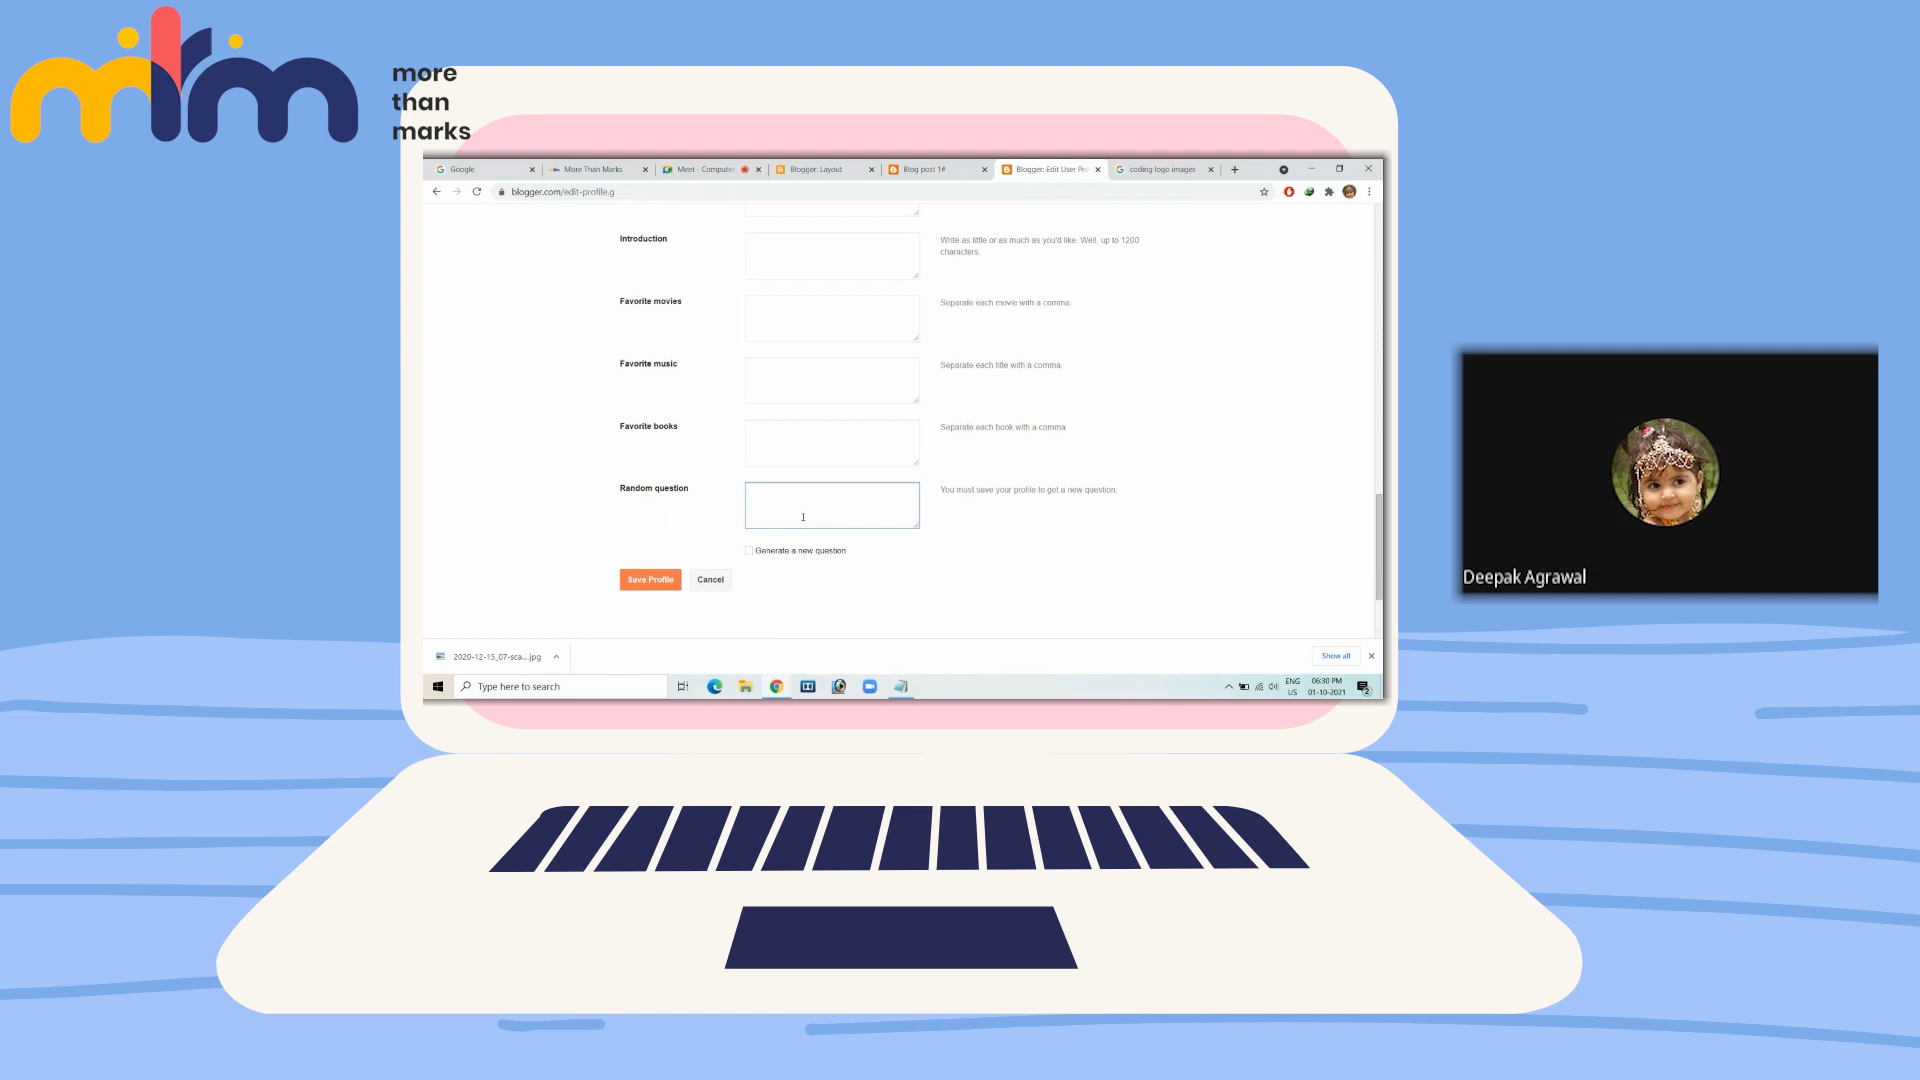 mtm
more
than
marks
Google
More Than Marks
Meet - Computer
Blogger: Layout
Blog post 1#
Blogger: Edit User Pro
coding logo images
blogger.com/edit-profile.g
Introduction
Write as little or as much as you'd like. Well, up to 1200
characters.
Favorite movies
Separate each movie with a comma.
Favorite music
Separate each title with a comma.
Favorite books
Separate each book with a comma
Random question
You must save your profile to get a new question.
Generate a new question
Save Profile
Cancel
2020-12-15_07-sca....jpg
Show all
Type here to search
ENG
US
06:30 PM
01-10-2021
2
Deepak Agrawal